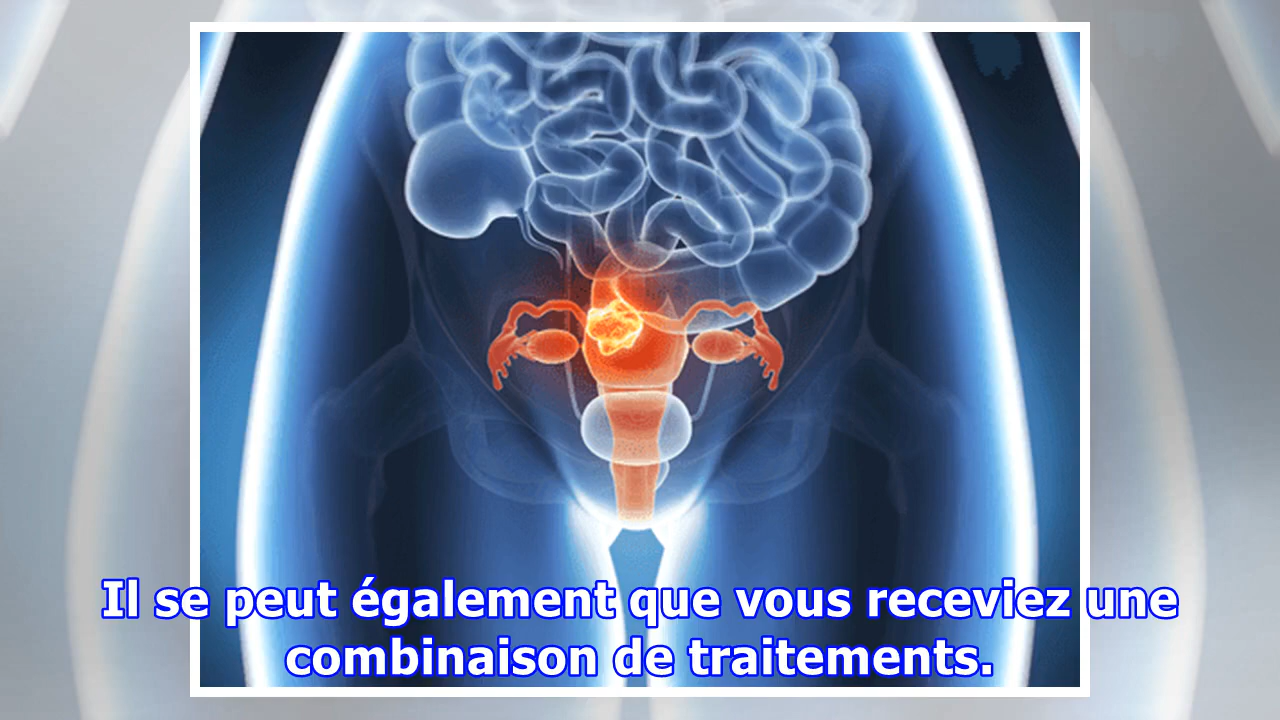 Il se peut également que vous receviez une
combinaison de traitements.